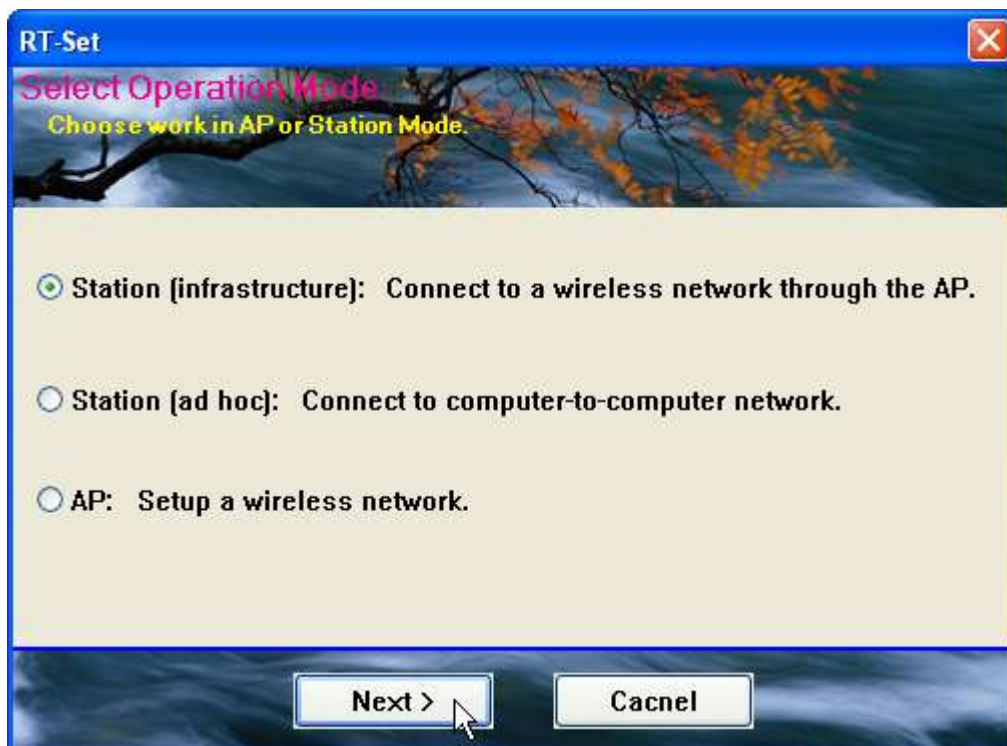 RT-Set
Select Operation Mode
Choose work in AP or Station Mode.
Station (infrastructure): Connect to a wireless network through the AP.
Station (ad hoc): Connect to computer-to-computer network.
AP: Setup a wireless network.
Next >
Cacnel